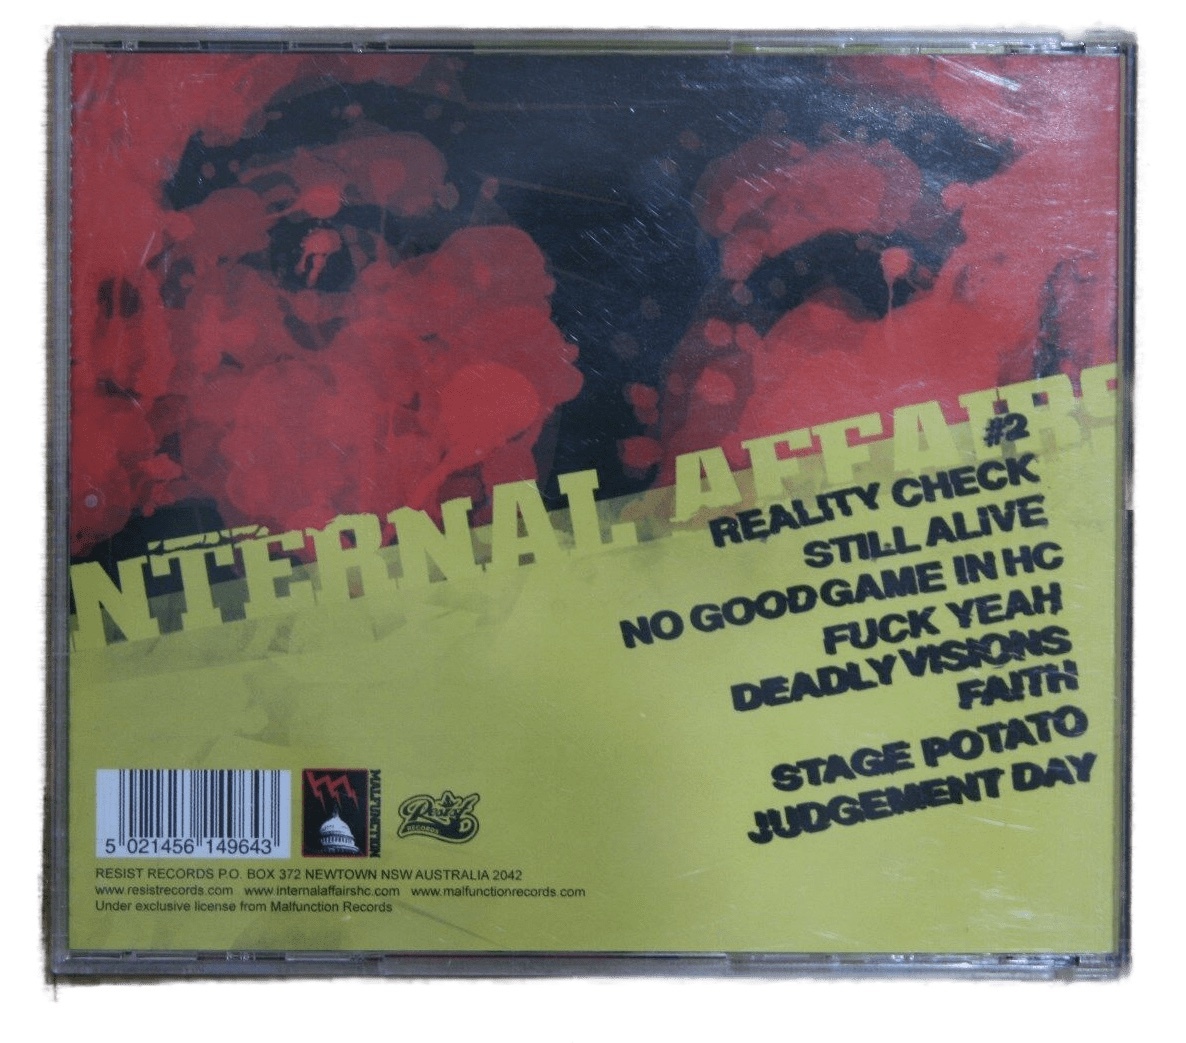 NTERNAL AFFAIRS
#2
REALITY CHECK
STILL ALIVE
NO GOOD GAME IN HC
FUCK YEAH
DEADLY VISIONS
FAITH
STAGE POTATO
JUDGEMENT DAY
5 021456 149643
MALFUNCTION
Resist
RECORDS
RESIST RECORDS P.O. BOX 372 NEWTOWN NSW AUSTRALIA 2042
www.resistrecords.com www.internalaffairshc.com www.malfunctionrecords.com
Under exclusive license from Malfunction Records